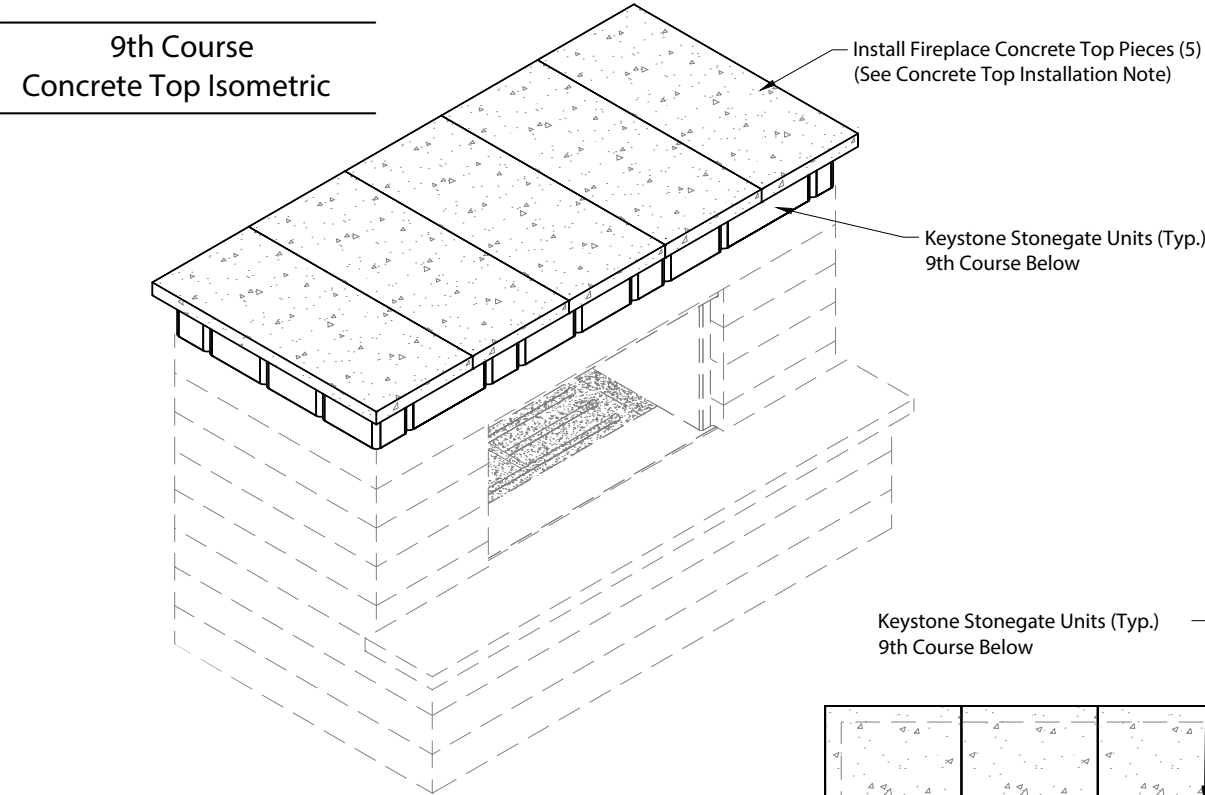 9th Course
Concrete Top Isometric
Install Fireplace Concrete Top Pieces (5)
(See Concrete Top Installation Note)
Keystone Stonegate Units (Typ.)
9th Course Below
Keystone Stonegate Units (Typ.)
9th Course Below